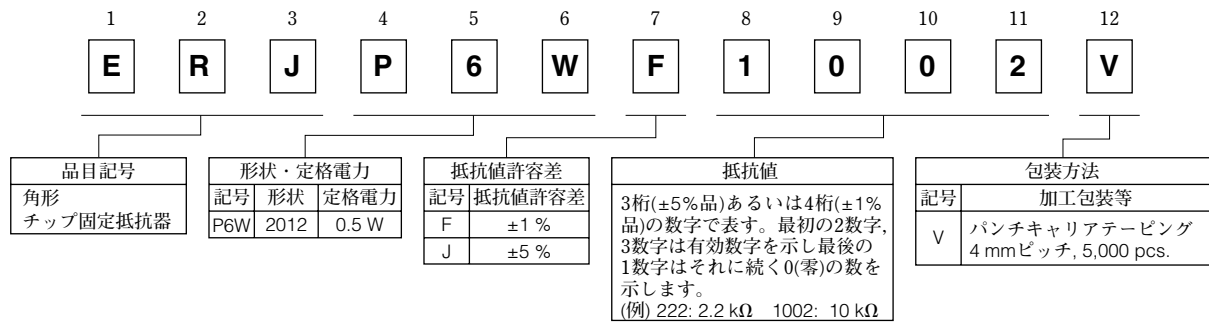 1 2 3 4 5 6 7 8 9 10 11 12
E R J P 6 W F 1 0 0 2 V
品目記号
角形
チップ固定抵抗器
形状・定格電力
記号 形状 定格電力
P6W 2012 0.5 W
抵抗値許容差
記号 抵抗値許容差
F ±1 %
J ±5 %
抵抗値
3桁(±5%品)あるいは4桁(±1%
品)の数字で表す。最初の2数字,
3数字は有効数字を示し最後の
1数字はそれに続く0(零)の数を
示します。
(例) 222: 2.2 kΩ 1002: 10 kΩ
包装方法
記号 加工包装等
V パンチキャリアテーピング
4 mmピッチ, 5,000 pcs.